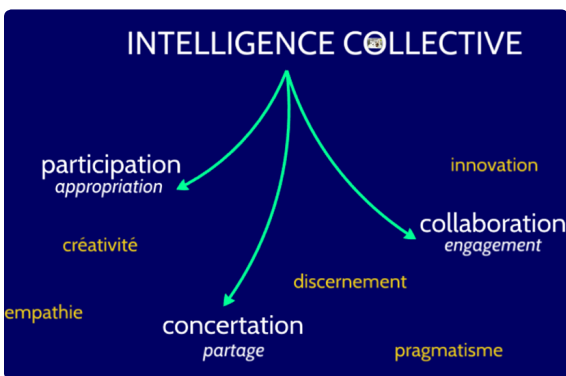 INTELLIGENCE COLLECTIVE
participation
appropriation
innovation
collaboration
engagement
créativité
discernement
empathie
concertation
partage
pragmatisme